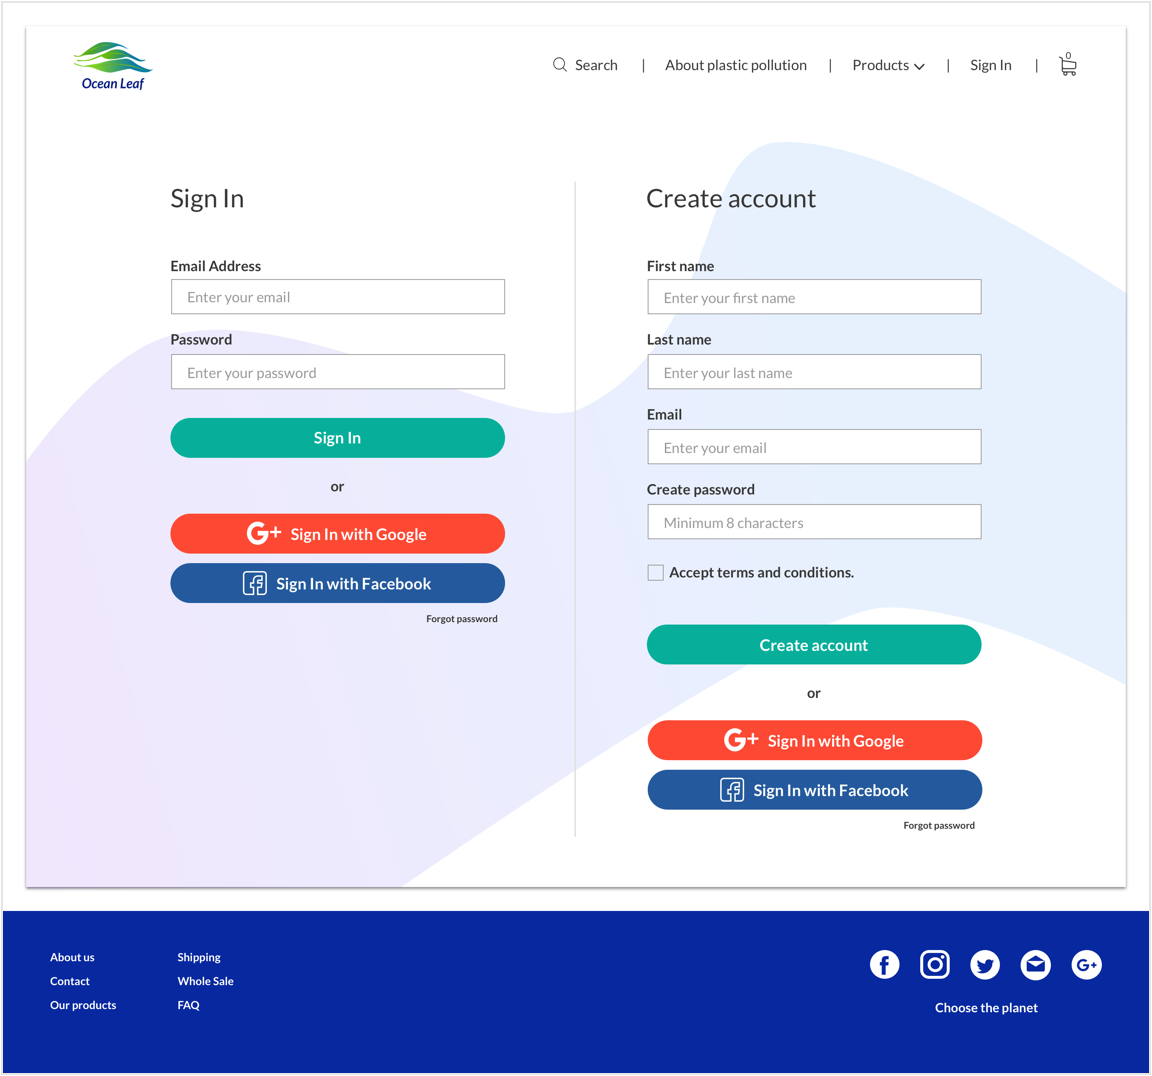 Ocean Leaf
Search | About plastic pollution | Products | Sign In | 0
Sign In
Email Address
Enter your email
Password
Enter your password
Sign In
or
G+ Sign In with Google
Sign In with Facebook
Forgot password
Create account
First name
Enter your first name
Last name
Enter your last name
Email
Enter your email
Create password
Minimum 8 characters
Accept terms and conditions.
Create account
or
G+ Sign In with Google
Sign In with Facebook
Forgot password
About us
Contact
Our products
Shipping
Whole Sale
FAQ
G+
Choose the planet